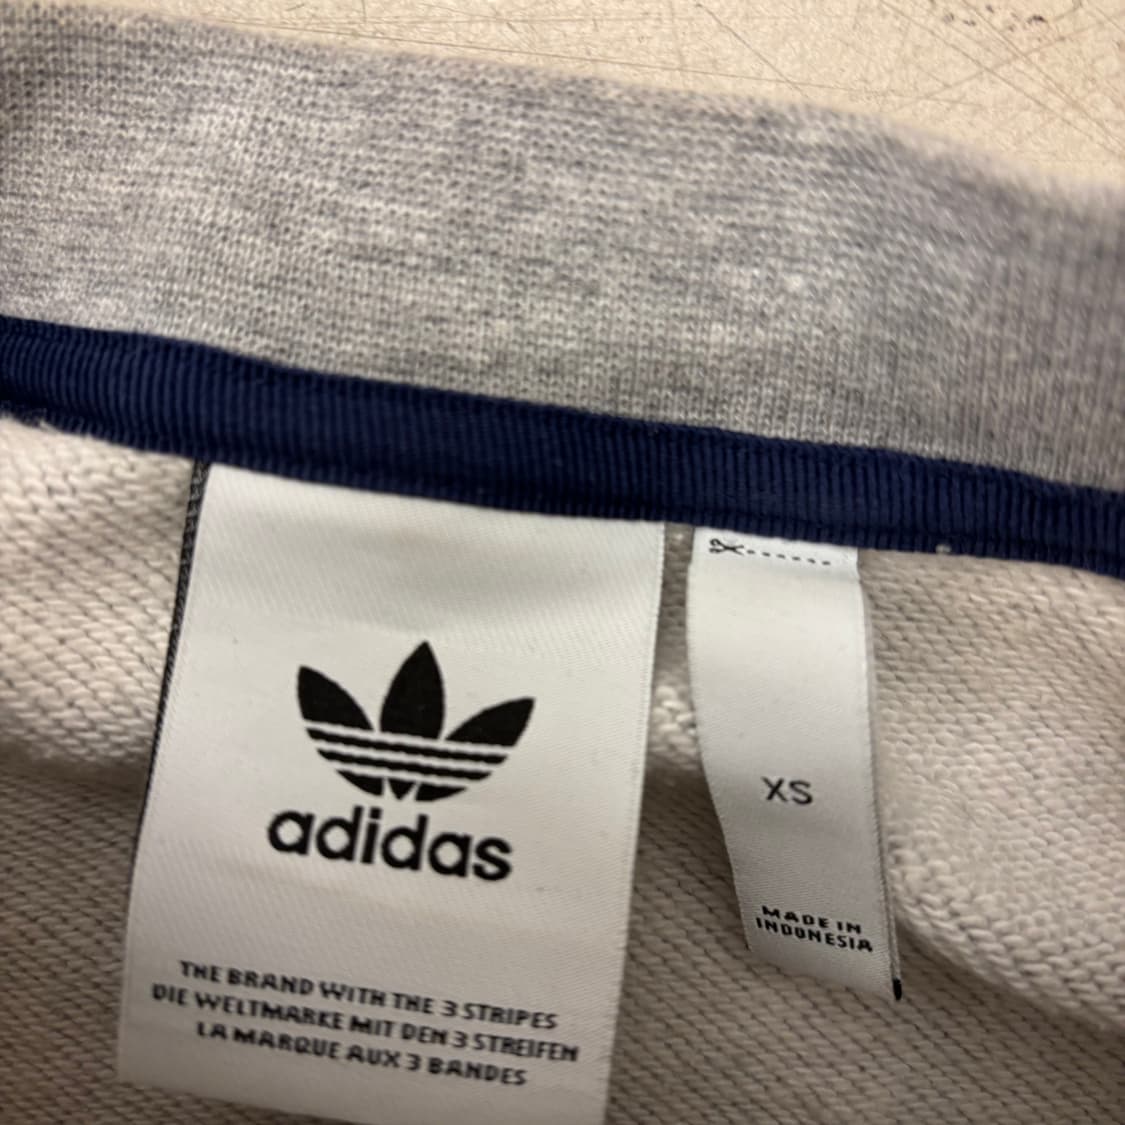 adidas
THE BRAND WITH THE 3 STRIPES
DIE WELTMARKE MIT DEN 3 STREIFEN
LA MARQUE AUX 3 BANDES
XS
MADE IN
INDONESIA